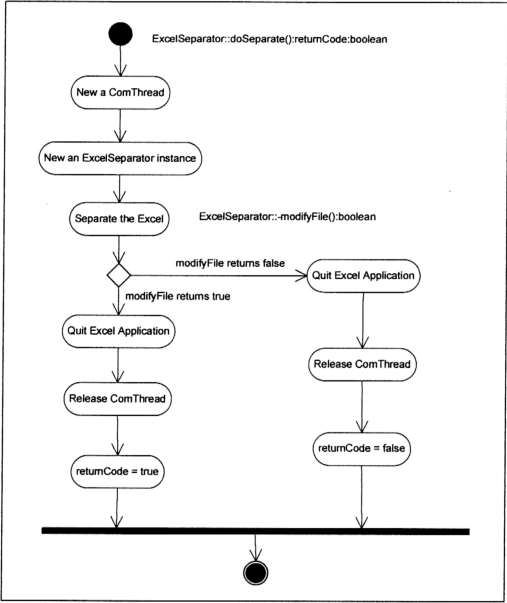 ExcelSeparator::doSeparate():returnCode:boolean
New a ComThread
New an ExcelSeparator instance
Separate the Excel
ExcelSeparator::-modifyFile():boolean
modifyFile returns false
Quit Excel Application
modifyFile returns true
Quit Excel Application
Release ComThread
Release ComThread
returnCode = false
returnCode = true